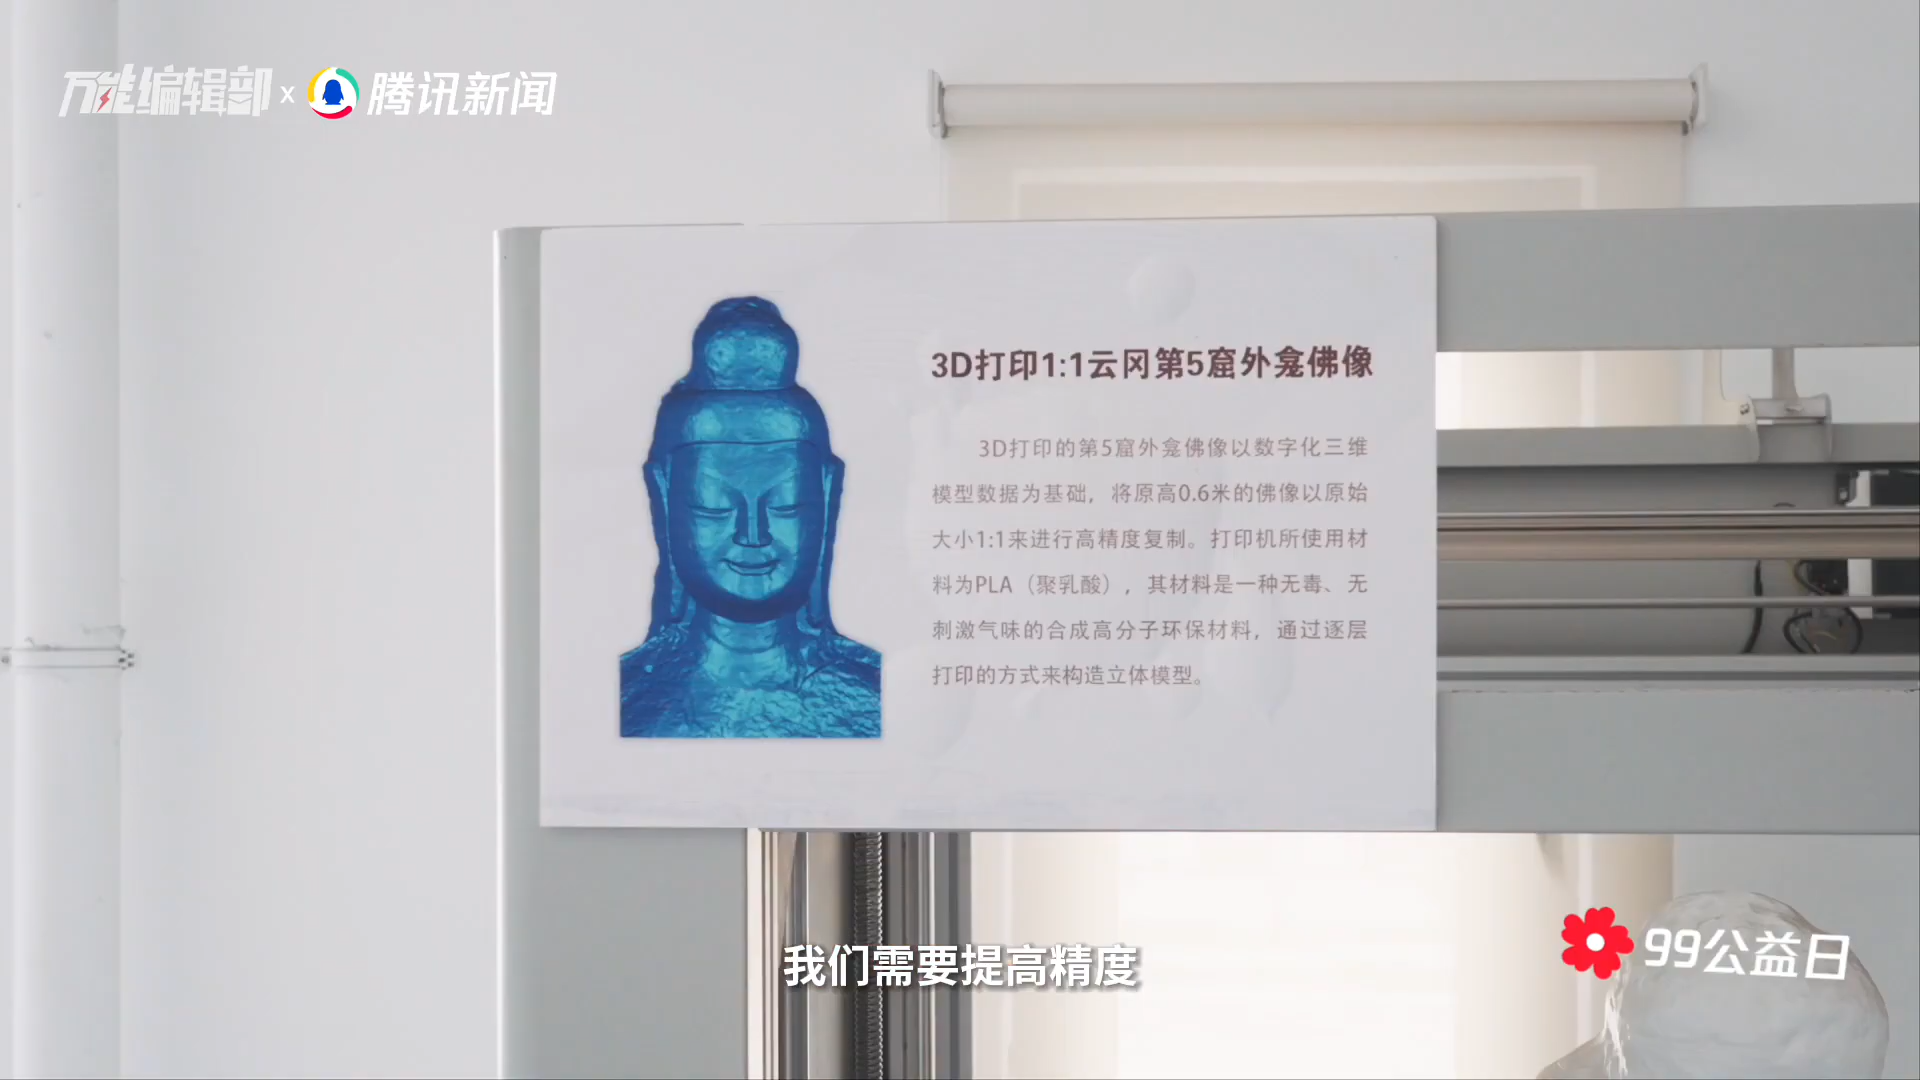 万能编辑部 x 腾讯新闻
3D打印1:1云冈第5窟外龛佛像
3D打印的第5窟外龛佛像以数字化三维
模型数据为基础，将原高0.6米的佛像以原始
大小1:1来进行高精度复制。打印机所使用材
料为PLA（聚乳酸），其材料是一种无毒、无
刺激气味的合成高分子环保材料，通过逐层
打印的方式来构造立体模型。
我们需要提高精度
99公益日